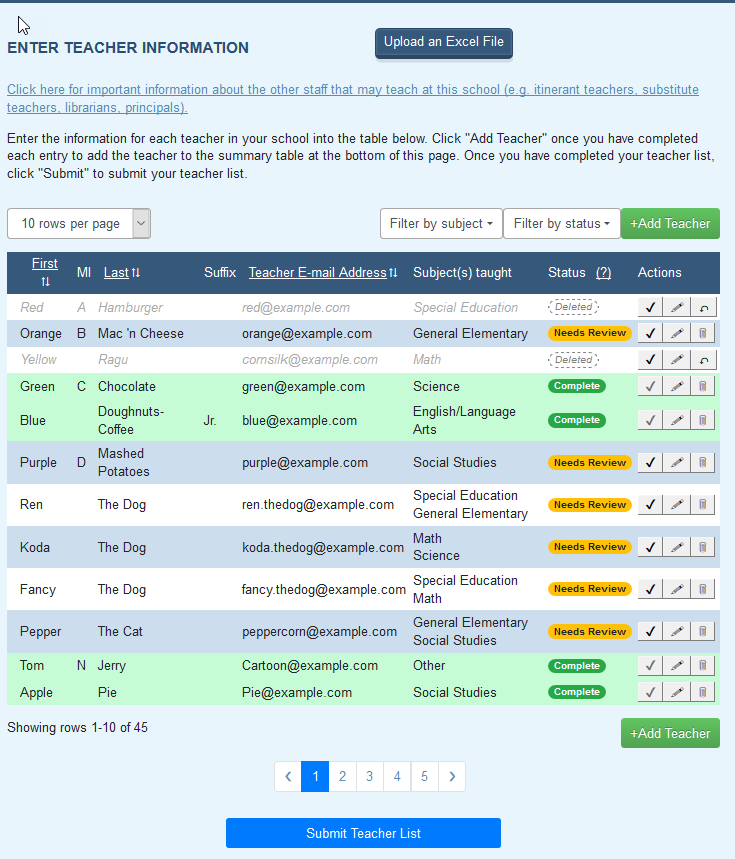 ENTER TEACHER INFORMATION
Upload an Excel File
Click here for important information about the other staff that may teach at this school (e.g. itinerant teachers, substitute
teachers, librarians, principals).
Enter the information for each teacher in your school into the table below. Click "Add Teacher" once you have completed
each entry to add the teacher to the summary table at the bottom of this page. Once you have completed your teacher list,
click "Submit" to submit your teacher list.
10 rows per page Filter by subject Filter by status +Add Teacher
First MI Last Suffix Teacher E-mail Address Subject(s) taught Status (?) Actions
Red A Hamburger red@example.com Special Education Deleted
Orange B Mac 'n Cheese orange@example.com General Elementary Needs Review
Yellow Ragu cornsilk@example.com Math Deleted
Green C Chocolate green@example.com Science Complete
Blue Doughnuts-
Coffee Jr. blue@example.com English/Language
Arts Complete
Purple D Mashed
Potatoes purple@example.com Social Studies Needs Review
Ren The Dog ren.thedog@example.com Special Education
General Elementary Needs Review
Koda The Dog koda.thedog@example.com Math
Science Needs Review
Fancy The Dog fancy.thedog@example.com Special Education
Math Needs Review
Pepper The Cat peppercorn@example.com General Elementary
Social Studies Needs Review
Tom N Jerry Cartoon@example.com Other Complete
Apple Pie Pie@example.com Social Studies Complete
Showing rows 1-10 of 45
+Add Teacher
‹ 1 2 3 4 5 ›
Submit Teacher List